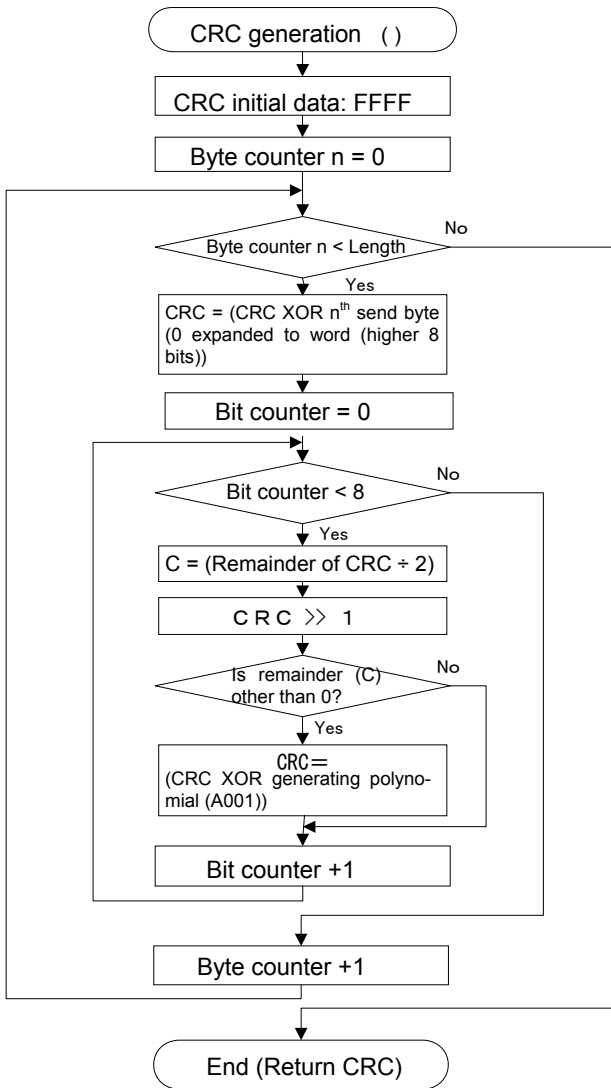 CRC generation ( )
CRC initial data: FFFF
Byte counter n = 0
No
Byte counter n < Length
Yes
CRC = (CRC XOR nth send byte
(0 expanded to word (higher 8
bits))
Bit counter = 0
No
Bit counter < 8
Yes
C = (Remainder of CRC ÷ 2)
ＣＲＣ ≫ １
Is remainder (C)
other than 0?
No
Yes
CRC＝
(CRC XOR generating polyno-
mial (A001))
Bit counter +1
Byte counter +1
End (Return CRC)